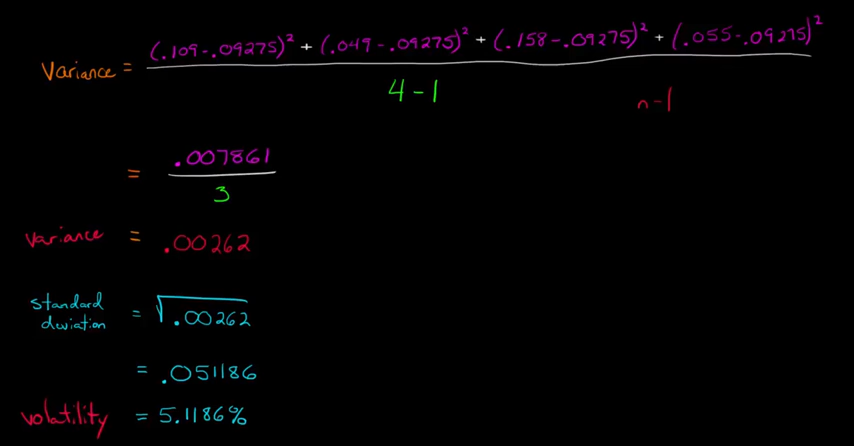 Variance = (.109-.09275)² + (.049-.09275)² + (.158-.09275)² + (.055-.09275)²
4-1
n-1
= .007861
3
variance = .00262
standard deviation = √.00262
= .051186
volatility = 5.1186%